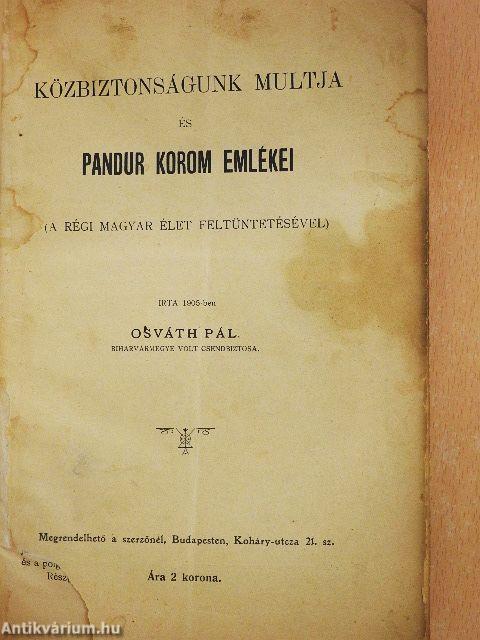 KÖZBIZTONSÁGUNK MULTJA
ÉS
PANDUR KOROM EMLÉKEI
(A RÉGI MAGYAR ÉLET FELTÜNTETÉSÉVEL)
IRTA 1905-ben
OSVÁTH PÁL.
BIHARVÁRMEGYE VOLT CSENDBIZTOSA.
Megrendelhető a szerzőnél, Budapesten, Koháry-utcza 21. sz.
és a
Ára 2 korona.
Antikvárium.hu